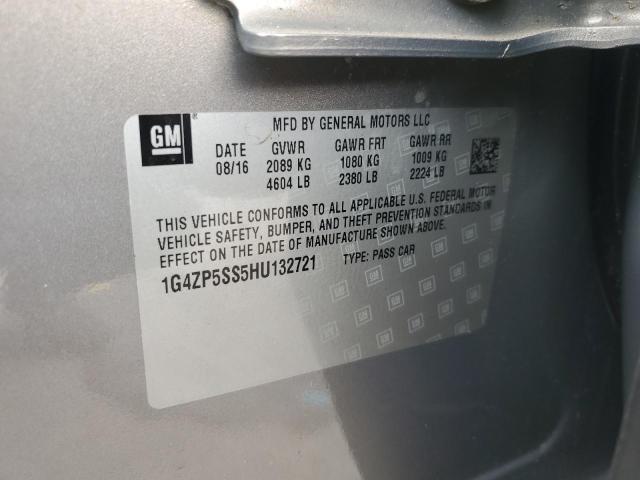 GM
MFD BY GENERAL MOTORS LLC
DATE GVWR GAWR FRT GAWR RR
08/16 2089 KG 1080 KG 1009 KG
4604 LB 2380 LB 2224 LB
THIS VEHICLE CONFORMS TO ALL APPLICABLE U.S. FEDERAL MOTOR
VEHICLE SAFETY, BUMPER, AND THEFT PREVENTION STANDARDS IN
EFFECT ON THE DATE OF MANUFACTURE SHOWN ABOVE.
1G4ZP5SS5HU132721 TYPE: PASS CAR